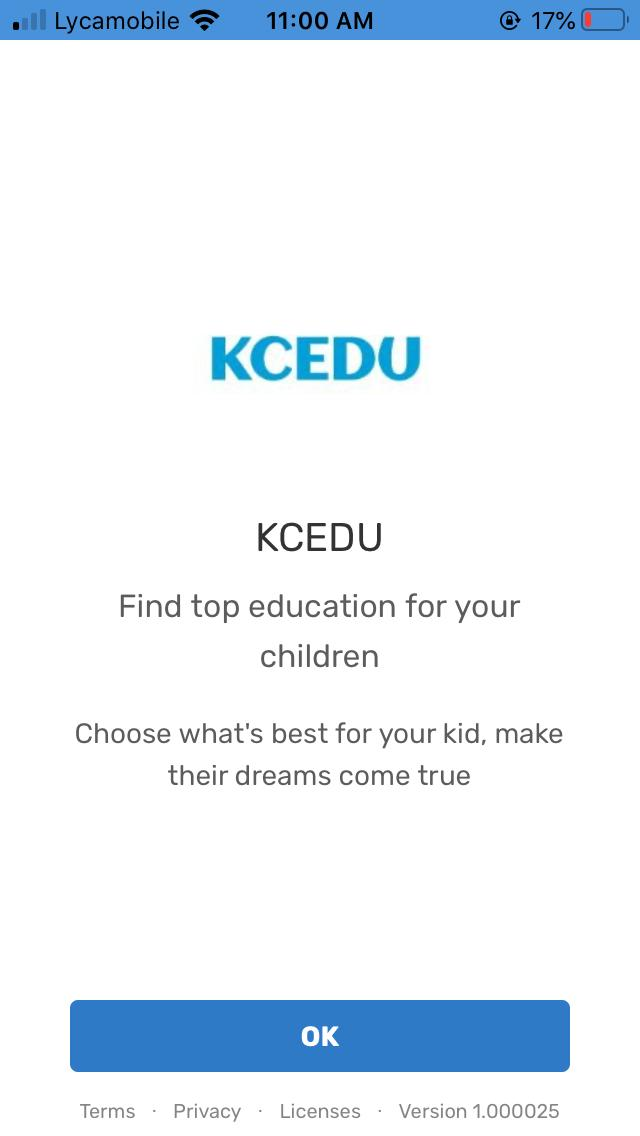 Lycamobile 11:00 AM 17%
KCEDU
KCEDU
Find top education for your
children
Choose what's best for your kid, make
their dreams come true
OK
Terms · Privacy · Licenses · Version 1.000025